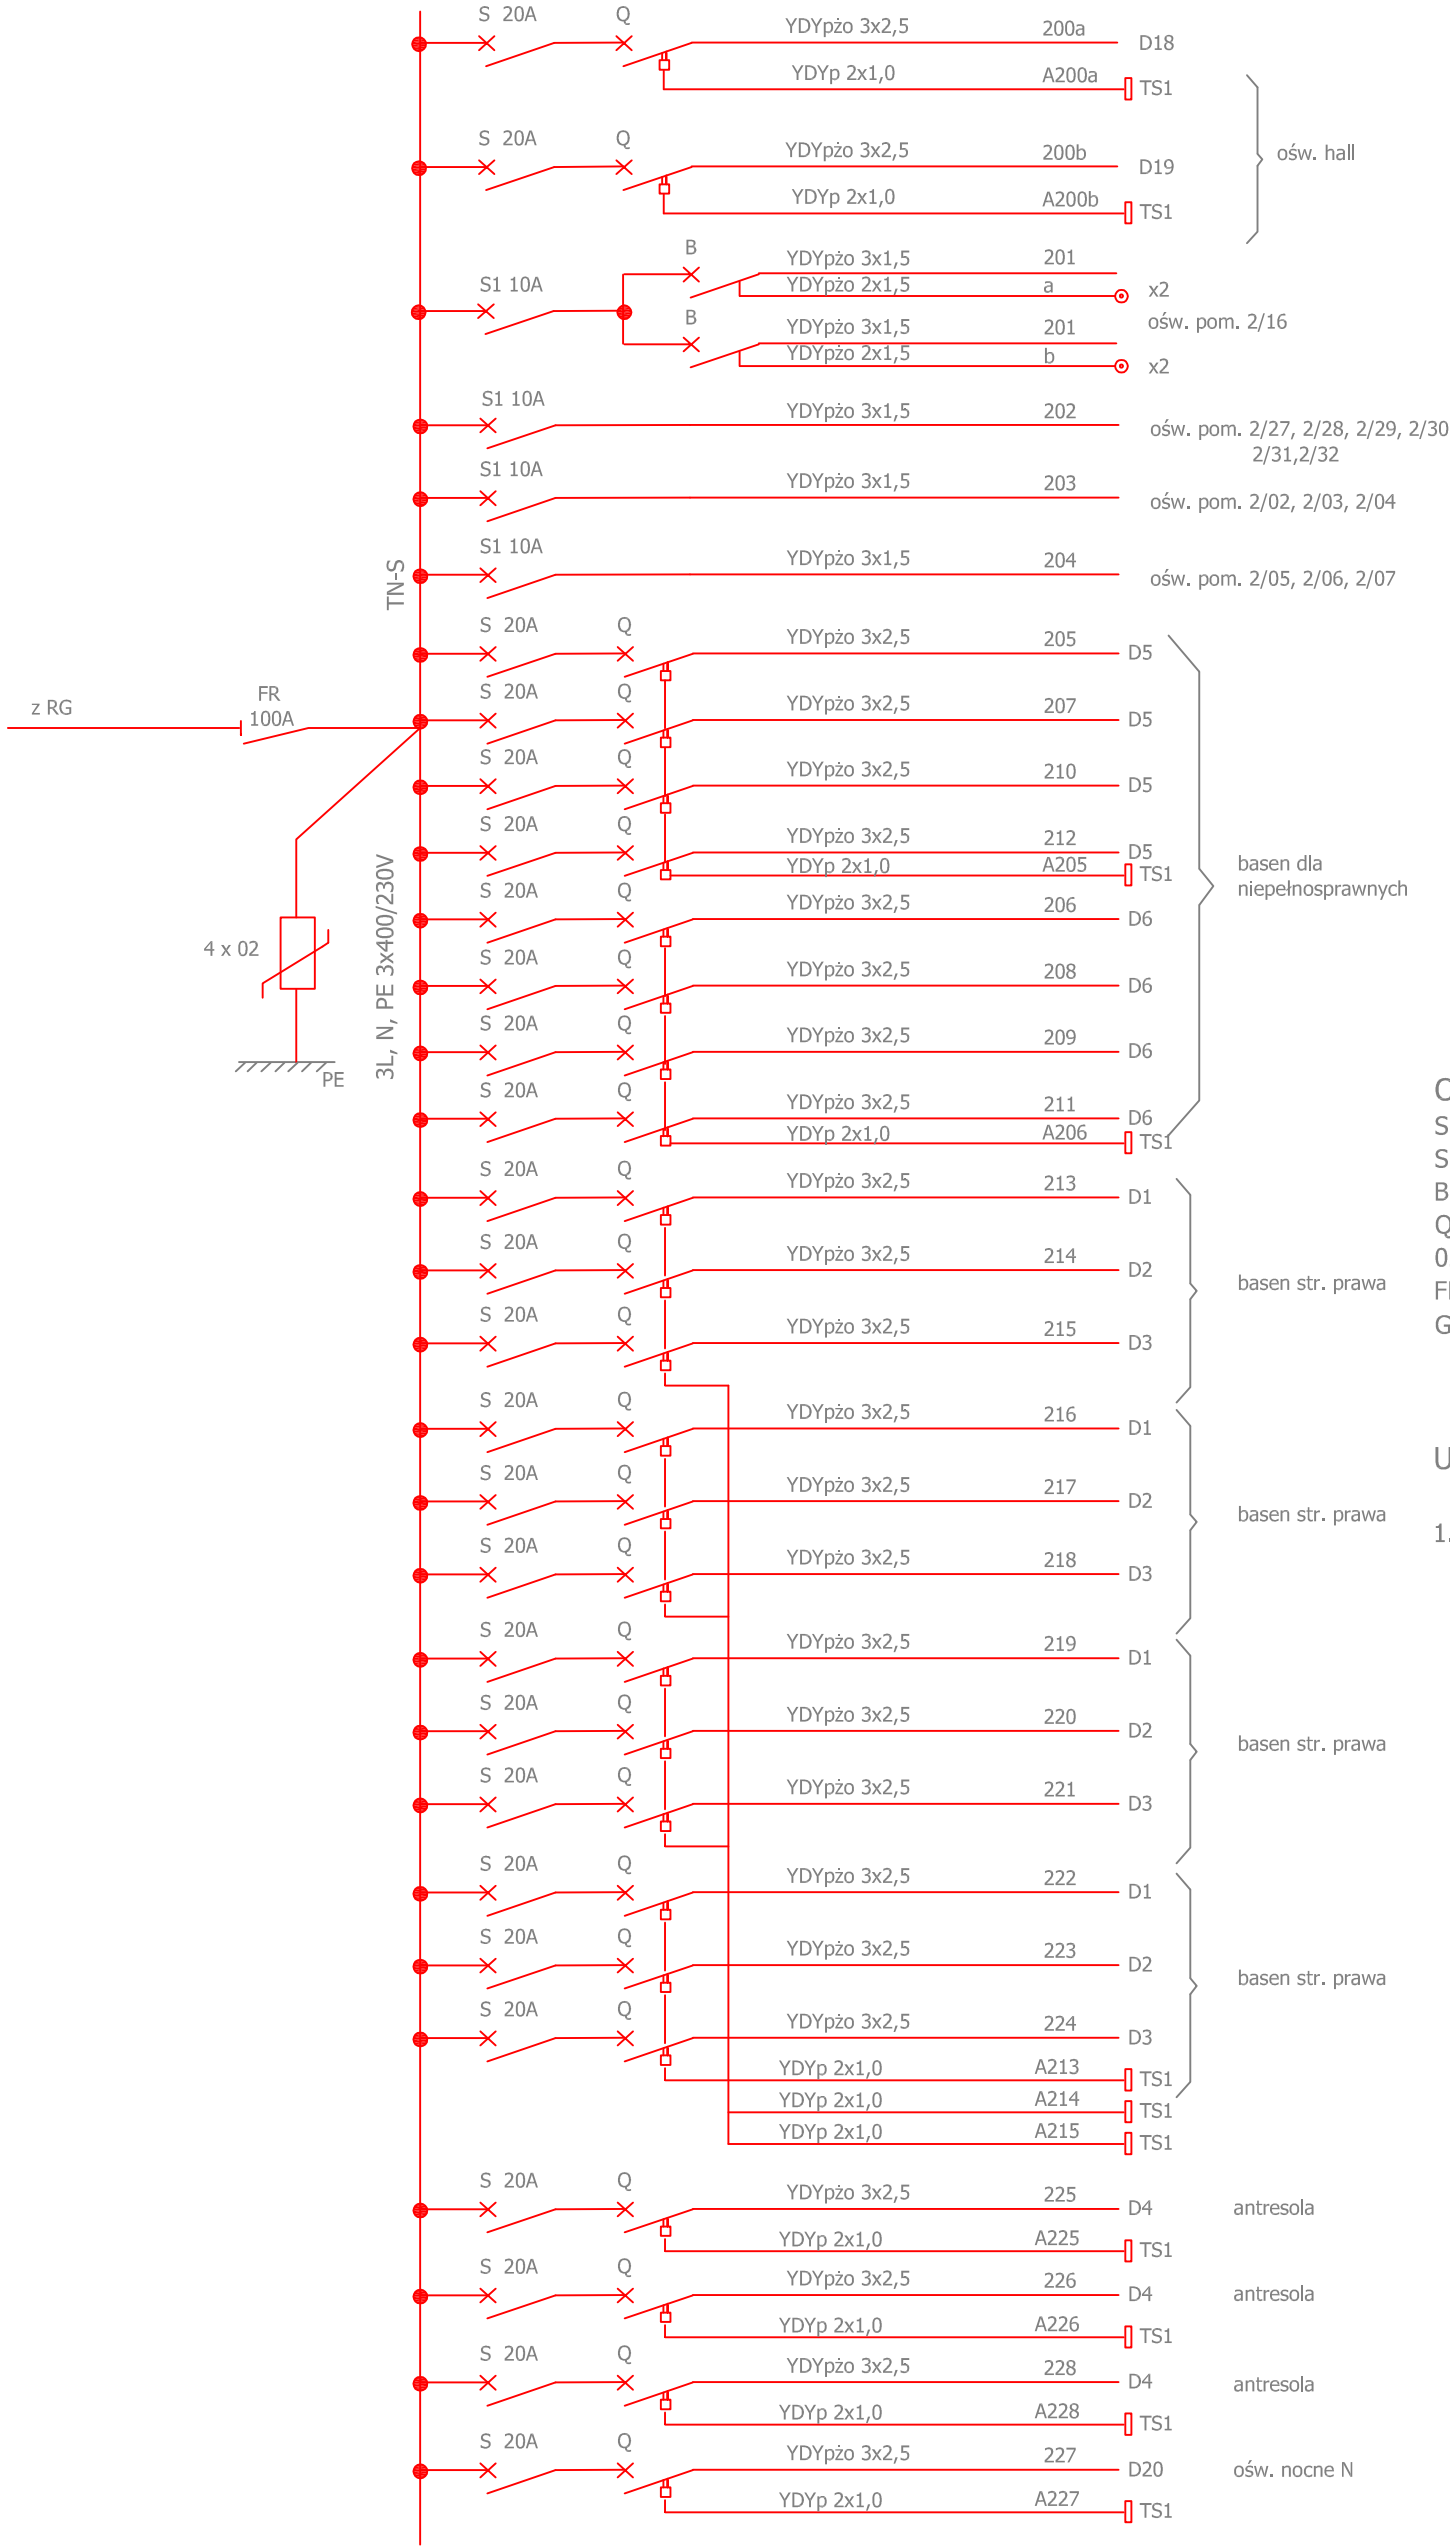 S 20A Q YDYpżo 3x2,5 200a D18
YDYp 2x1,0 A200a TS1
ośw. hall
S 20A Q YDYpżo 3x2,5 200b D19
YDYp 2x1,0 A200b TS1
B YDYpżo 3x1,5 201
S1 10A YDYpżo 2x1,5 a x2
ośw. pom. 2/16
B YDYpżo 3x1,5 201
YDYpżo 2x1,5 b x2
S1 10A YDYpżo 3x1,5 202 ośw. pom. 2/27, 2/28, 2/29, 2/30
2/31,2/32
S1 10A YDYpżo 3x1,5 203 ośw. pom. 2/02, 2/03, 2/04
S1 10A YDYpżo 3x1,5 204 ośw. pom. 2/05, 2/06, 2/07
TN-S
S 20A Q YDYpżo 3x2,5 205 D5
z RG
FR
100A
S 20A Q YDYpżo 3x2,5 207 D5
S 20A Q YDYpżo 3x2,5 210 D5
S 20A Q YDYpżo 3x2,5 212 D5
YDYp 2x1,0 A205 TS1
basen dla
niepełnosprawnych
3L, N, PE 3x400/230V
4 x 02
PE
S 20A Q YDYpżo 3x2,5 206 D6
S 20A Q YDYpżo 3x2,5 208 D6
S 20A Q YDYpżo 3x2,5 209 D6
S 20A Q YDYpżo 3x2,5 211 D6
YDYp 2x1,0 A206 TS1
S 20A Q YDYpżo 3x2,5 213 D1
S 20A Q YDYpżo 3x2,5 214 D2
basen str. prawa
S 20A Q YDYpżo 3x2,5 215 D3
S 20A Q YDYpżo 3x2,5 216 D1
S 20A Q YDYpżo 3x2,5 217 D2
basen str. prawa
S 20A Q YDYpżo 3x2,5 218 D3
S 20A Q YDYpżo 3x2,5 219 D1
S 20A Q YDYpżo 3x2,5 220 D2
basen str. prawa
S 20A Q YDYpżo 3x2,5 221 D3
S 20A Q YDYpżo 3x2,5 222 D1
S 20A Q YDYpżo 3x2,5 223 D2
basen str. prawa
S 20A Q YDYpżo 3x2,5 224 D3
YDYp 2x1,0 A213 TS1
YDYp 2x1,0 A214 TS1
YDYp 2x1,0 A215 TS1
S 20A Q YDYpżo 3x2,5 225 D4 antresola
YDYp 2x1,0 A225 TS1
S 20A Q YDYpżo 3x2,5 226 D4 antresola
YDYp 2x1,0 A226 TS1
S 20A Q YDYpżo 3x2,5 228 D4 antresola
YDYp 2x1,0 A228 TS1
S 20A Q YDYpżo 3x2,5 227 D20 ośw. nocne N
YDYp 2x1,0 A227 TS1
S
S
B
Q
1.